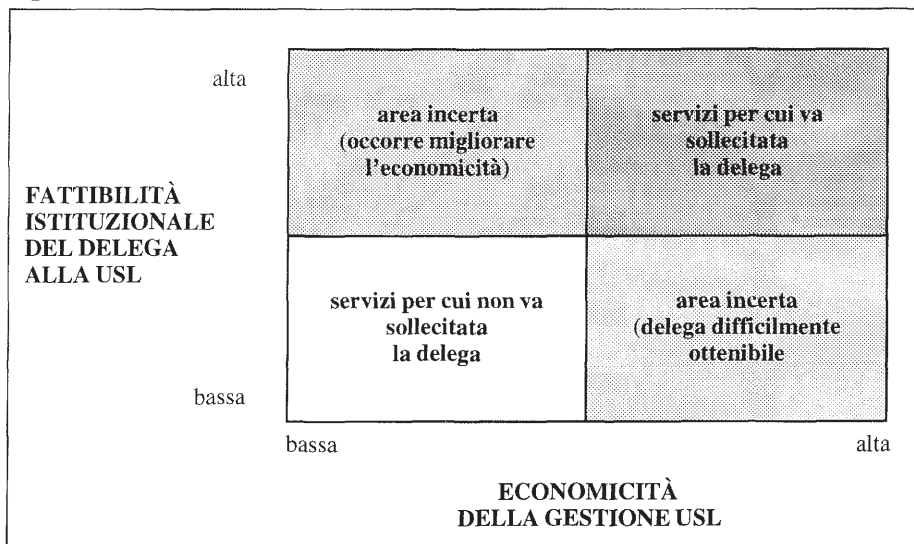 alta
area incerta
(occorre migliorare
l'economicità)
servizi per cui va
sollecitata
la delega
FATTIBILITÀ
ISTITUZIONALE
DEL DELEGA
ALLA USL
servizi per cui non va
sollecitata
la delega
area incerta
(delega difficilmente
ottenibile
bassa
bassa
alta
ECONOMICITÀ
DELLA GESTIONE USL